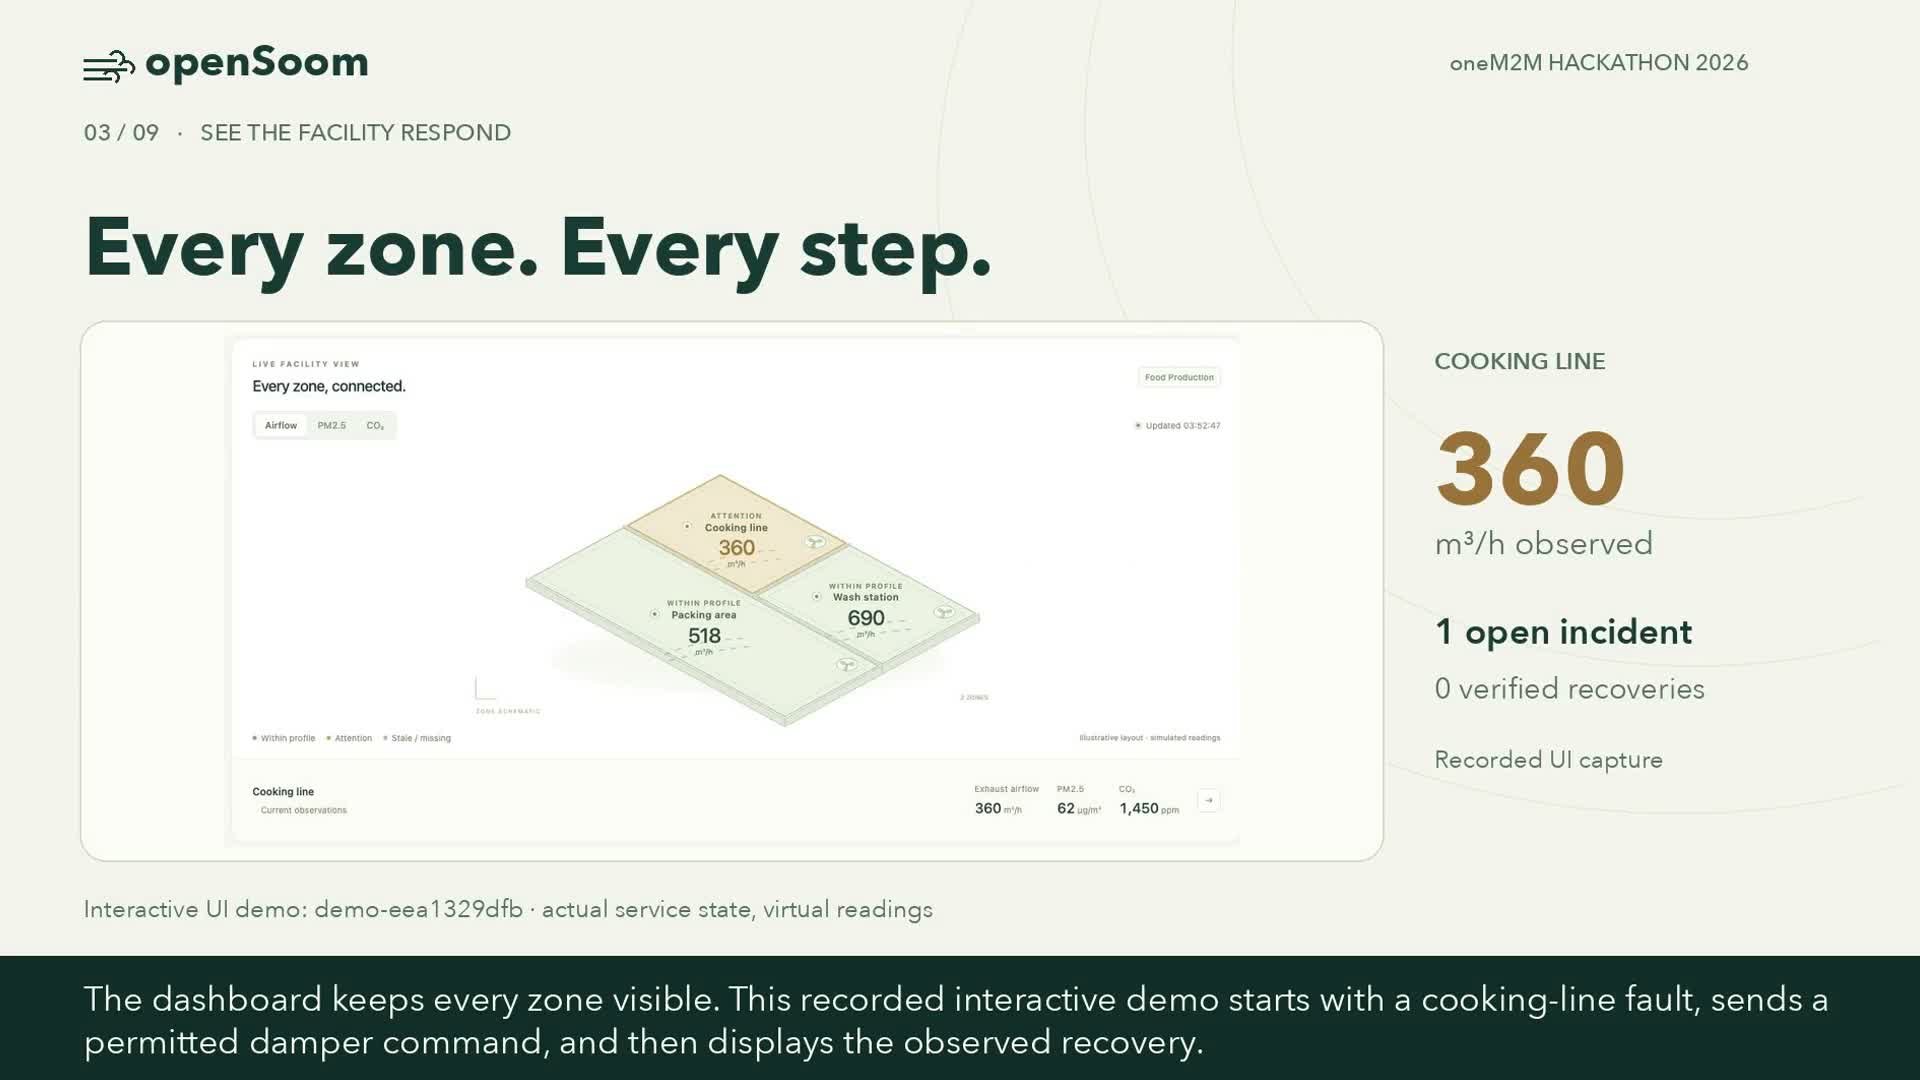 openSoom
oneM2M HACKATHON 2026
03 / 09 · SEE THE FACILITY RESPOND
Every zone. Every step.
LIVE FACILITY VIEW
Every zone, connected.
Food Production
Airflow PM2.5 CO₂
Updated 03:52:47
ATTENTION
Cooking line
360
m³/h
WITHIN PROFILE
Wash station
690
m³/h
WITHIN PROFILE
Packing area
518
m³/h
ZONE SCHEMATIC
ZONES
Within profile Attention Stale / missing
Illustrative layout · simulated readings
Cooking line
Current observations
Exhaust airflow
360 m³/h
PM2.5
62 µg/m³
CO₂
1,450 ppm
→
COOKING LINE
360
m³/h observed
1 open incident
0 verified recoveries
Recorded UI capture
Interactive UI demo: demo-eea1329dfb · actual service state, virtual readings
The dashboard keeps every zone visible. This recorded interactive demo starts with a cooking-line fault, sends a
permitted damper command, and then displays the observed recovery.